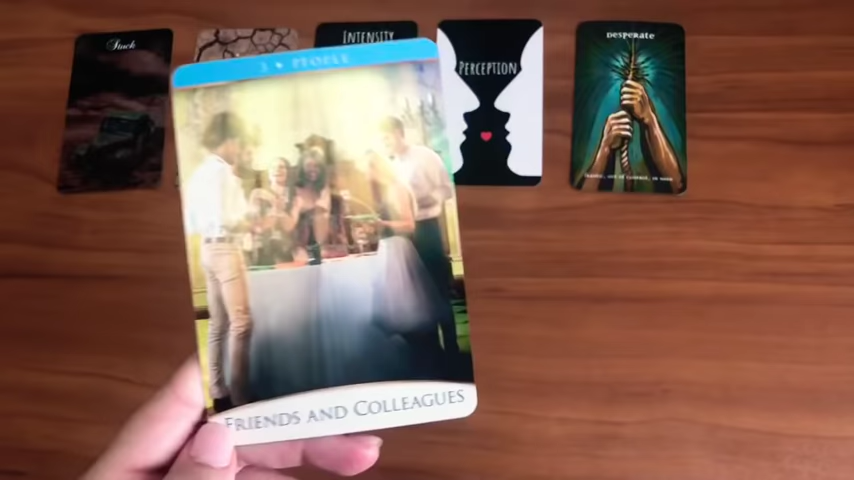 Stuck
INTENSITY
PERCEPTION
DESPERATE
3 • PEOPLE
FRIENDS AND COLLEAGUES